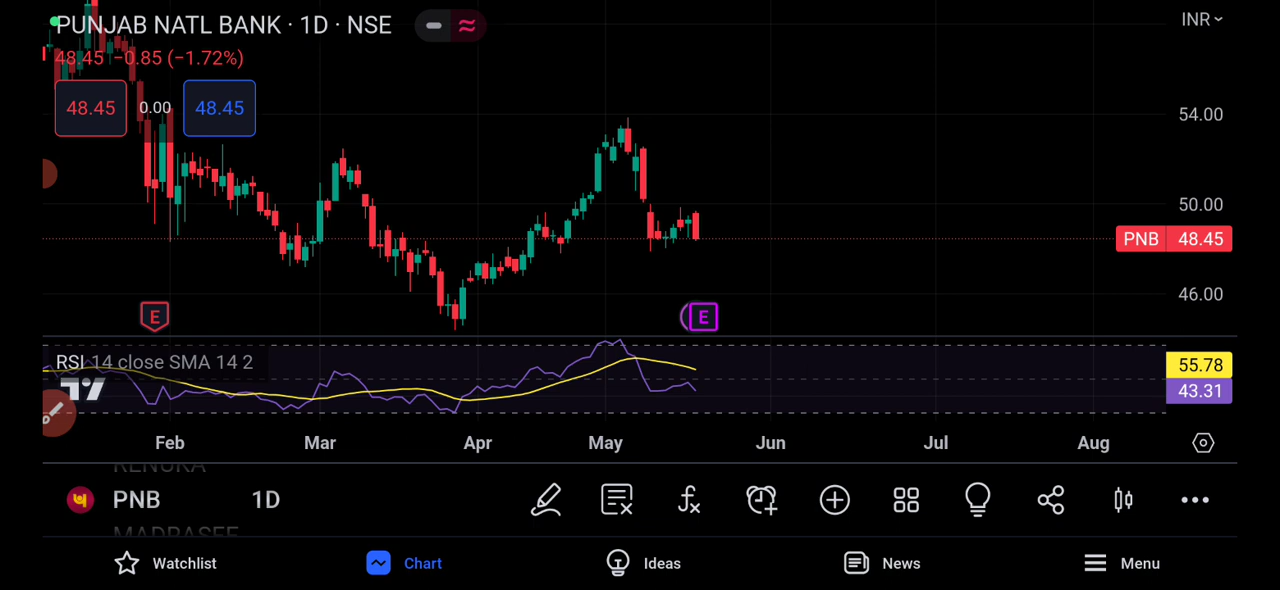 PUNJAB NATL BANK · 1D · NSE
INR
48.45 −0.85 (−1.72%)
48.45 0.00 48.45
54.00
50.00
PNB 48.45
46.00
E E
RSI 14 close SMA 14 2
55.78
43.31
Feb Mar Apr May Jun Jul Aug
RENUKA
पी PNB 1D
MADRASFE
Watchlist Chart Ideas News Menu